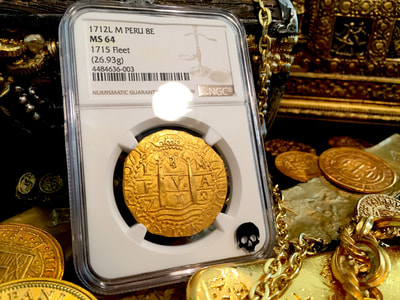 1712L M PERU 8E
MS 64
1715 Fleet
(26.93g)
4484636-003
NUMISMATIC GUARANTY
NGC
P V A